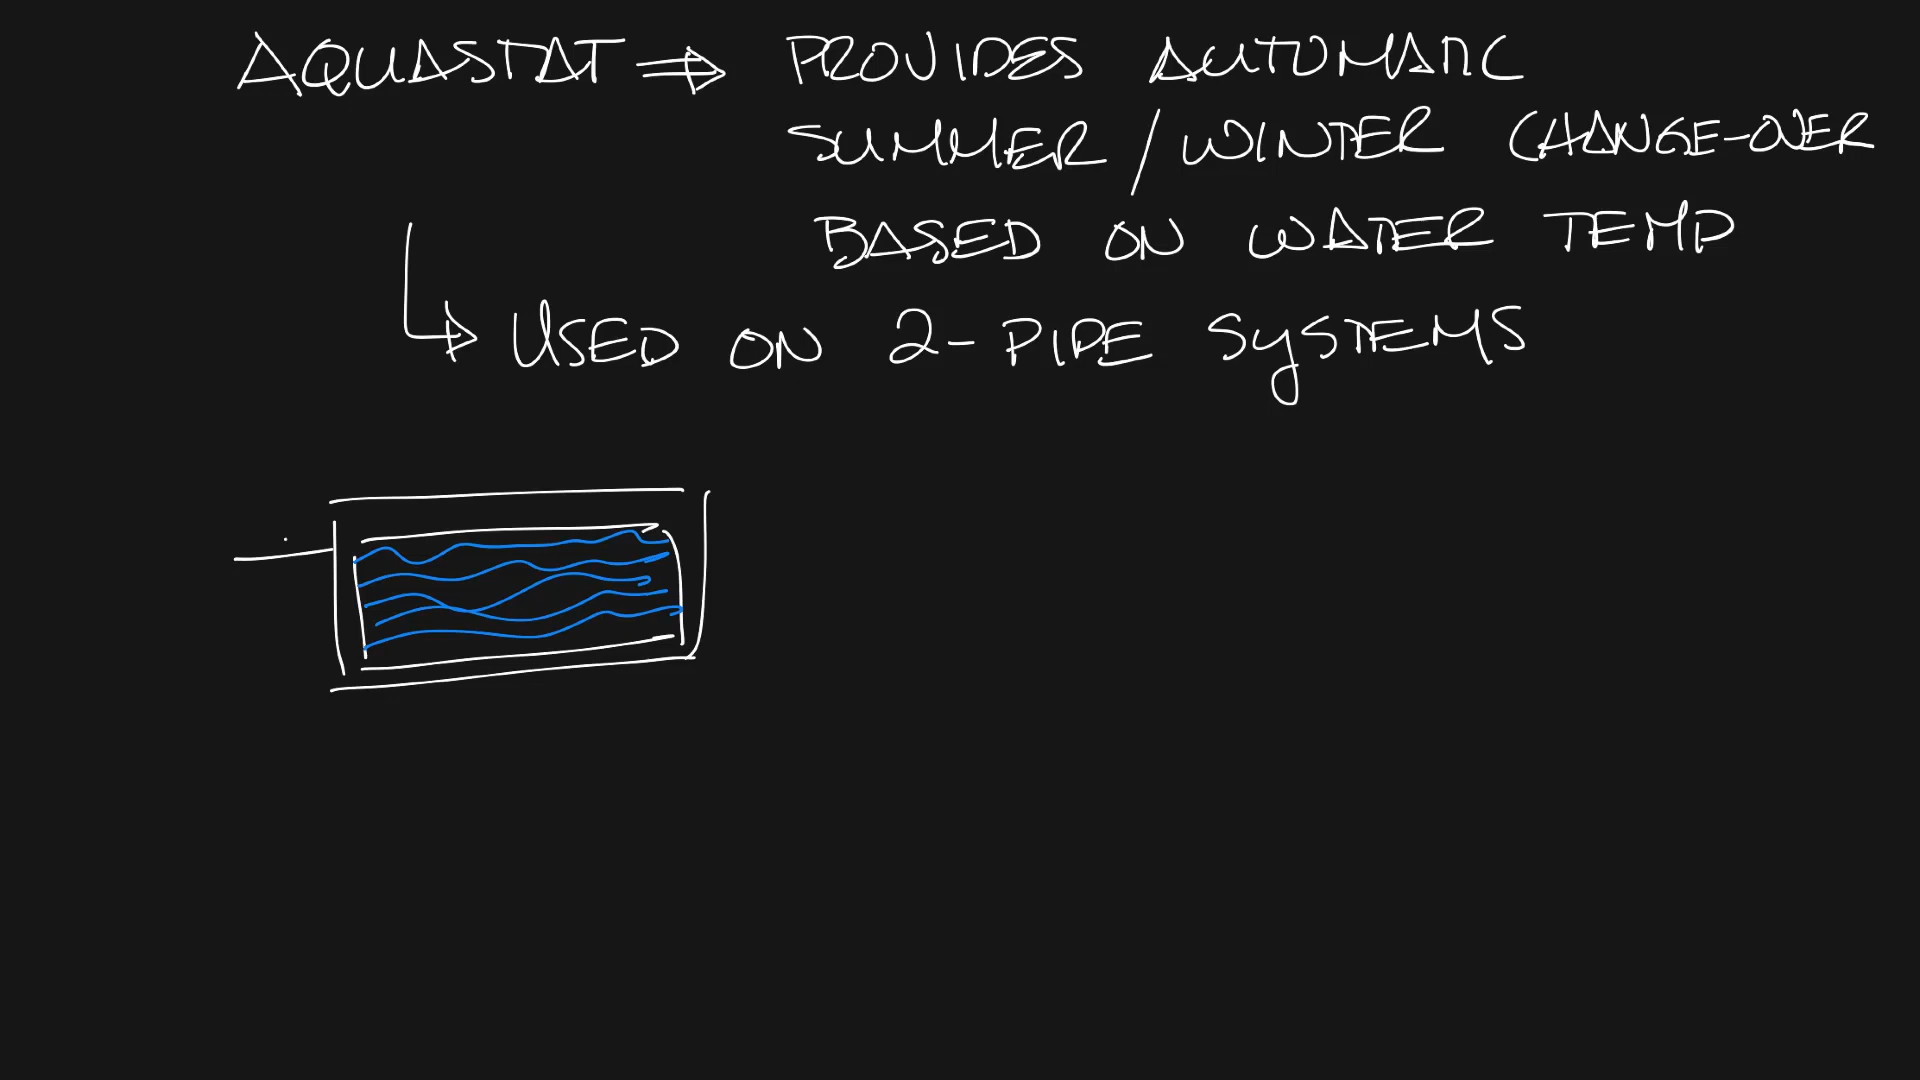 AQUASTAT ⇒ PROVIDES AUTOMATIC
SUMMER / WINTER CHANGE-OVER
BASED ON WATER TEMP
↳ USED ON 2-PIPE SYSTEMS